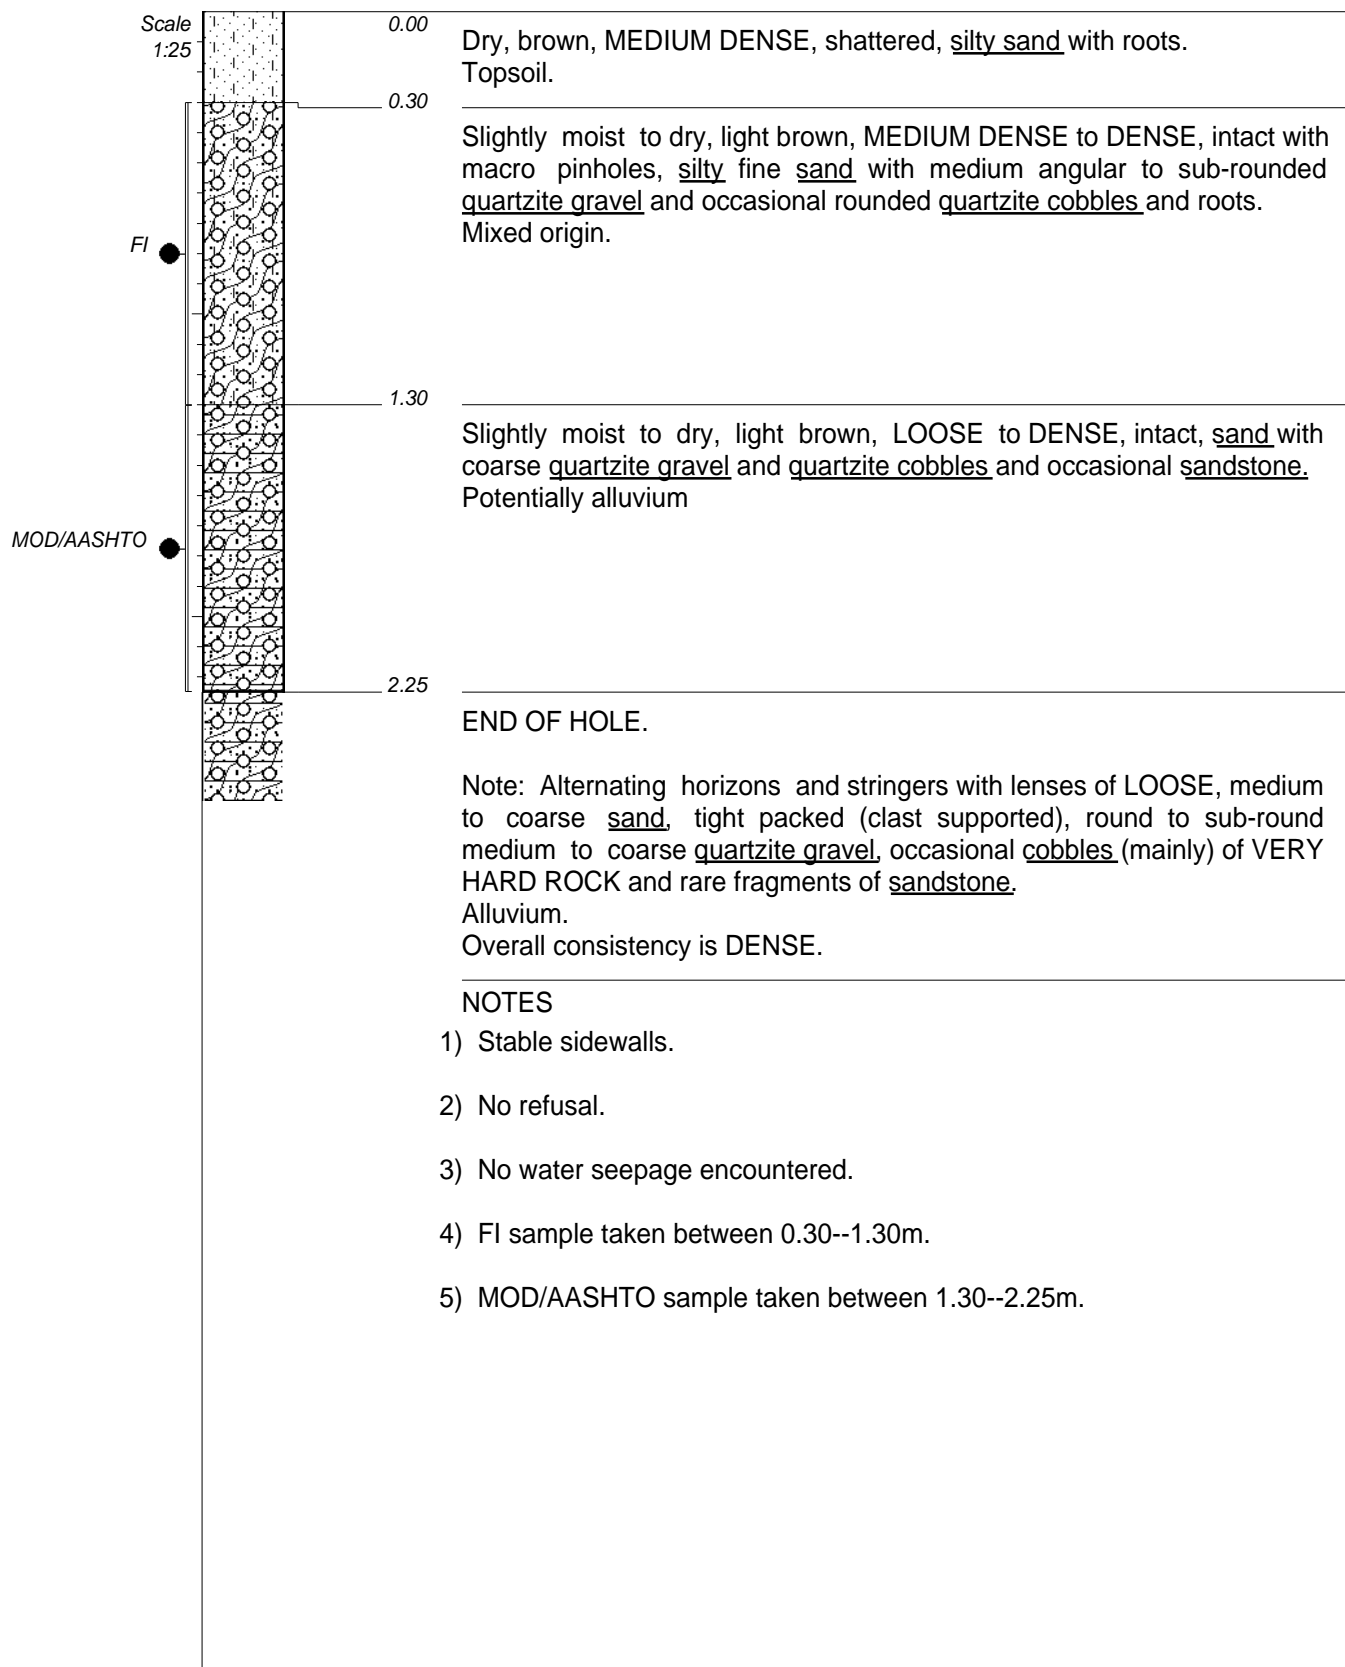 Scale
1:25
0.00
Dry, brown, MEDIUM DENSE, shattered, silty sand with roots.
Topsoil.
0.30
Slightly moist to dry, light brown, MEDIUM DENSE to DENSE, intact with
macro pinholes, silty fine sand with medium angular to sub-rounded
quartzite gravel and occasional rounded quartzite cobbles and roots.
Mixed origin.
FI
1.30
Slightly moist to dry, light brown, LOOSE to DENSE, intact, sand with
coarse quartzite gravel and quartzite cobbles and occasional sandstone.
Potentially alluvium
MOD/AASHTO
2.25
END OF HOLE.
Note: Alternating horizons and stringers with lenses of LOOSE, medium
to coarse sand, tight packed (clast supported), round to sub-round
medium to coarse quartzite gravel, occasional cobbles (mainly) of VERY
HARD ROCK and rare fragments of sandstone.
Alluvium.
Overall consistency is DENSE.
NOTES
1) Stable sidewalls.
2) No refusal.
3) No water seepage encountered.
4) FI sample taken between 0.30--1.30m.
5) MOD/AASHTO sample taken between 1.30--2.25m.